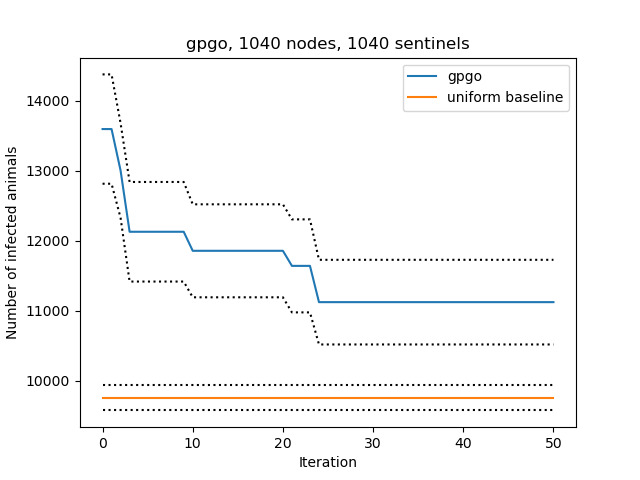 gpgo, 1040 nodes, 1040 sentinels
gpgo
uniform baseline
Number of infected animals
14000
13000
12000
11000
10000
0 10 20 30 40 50
Iteration